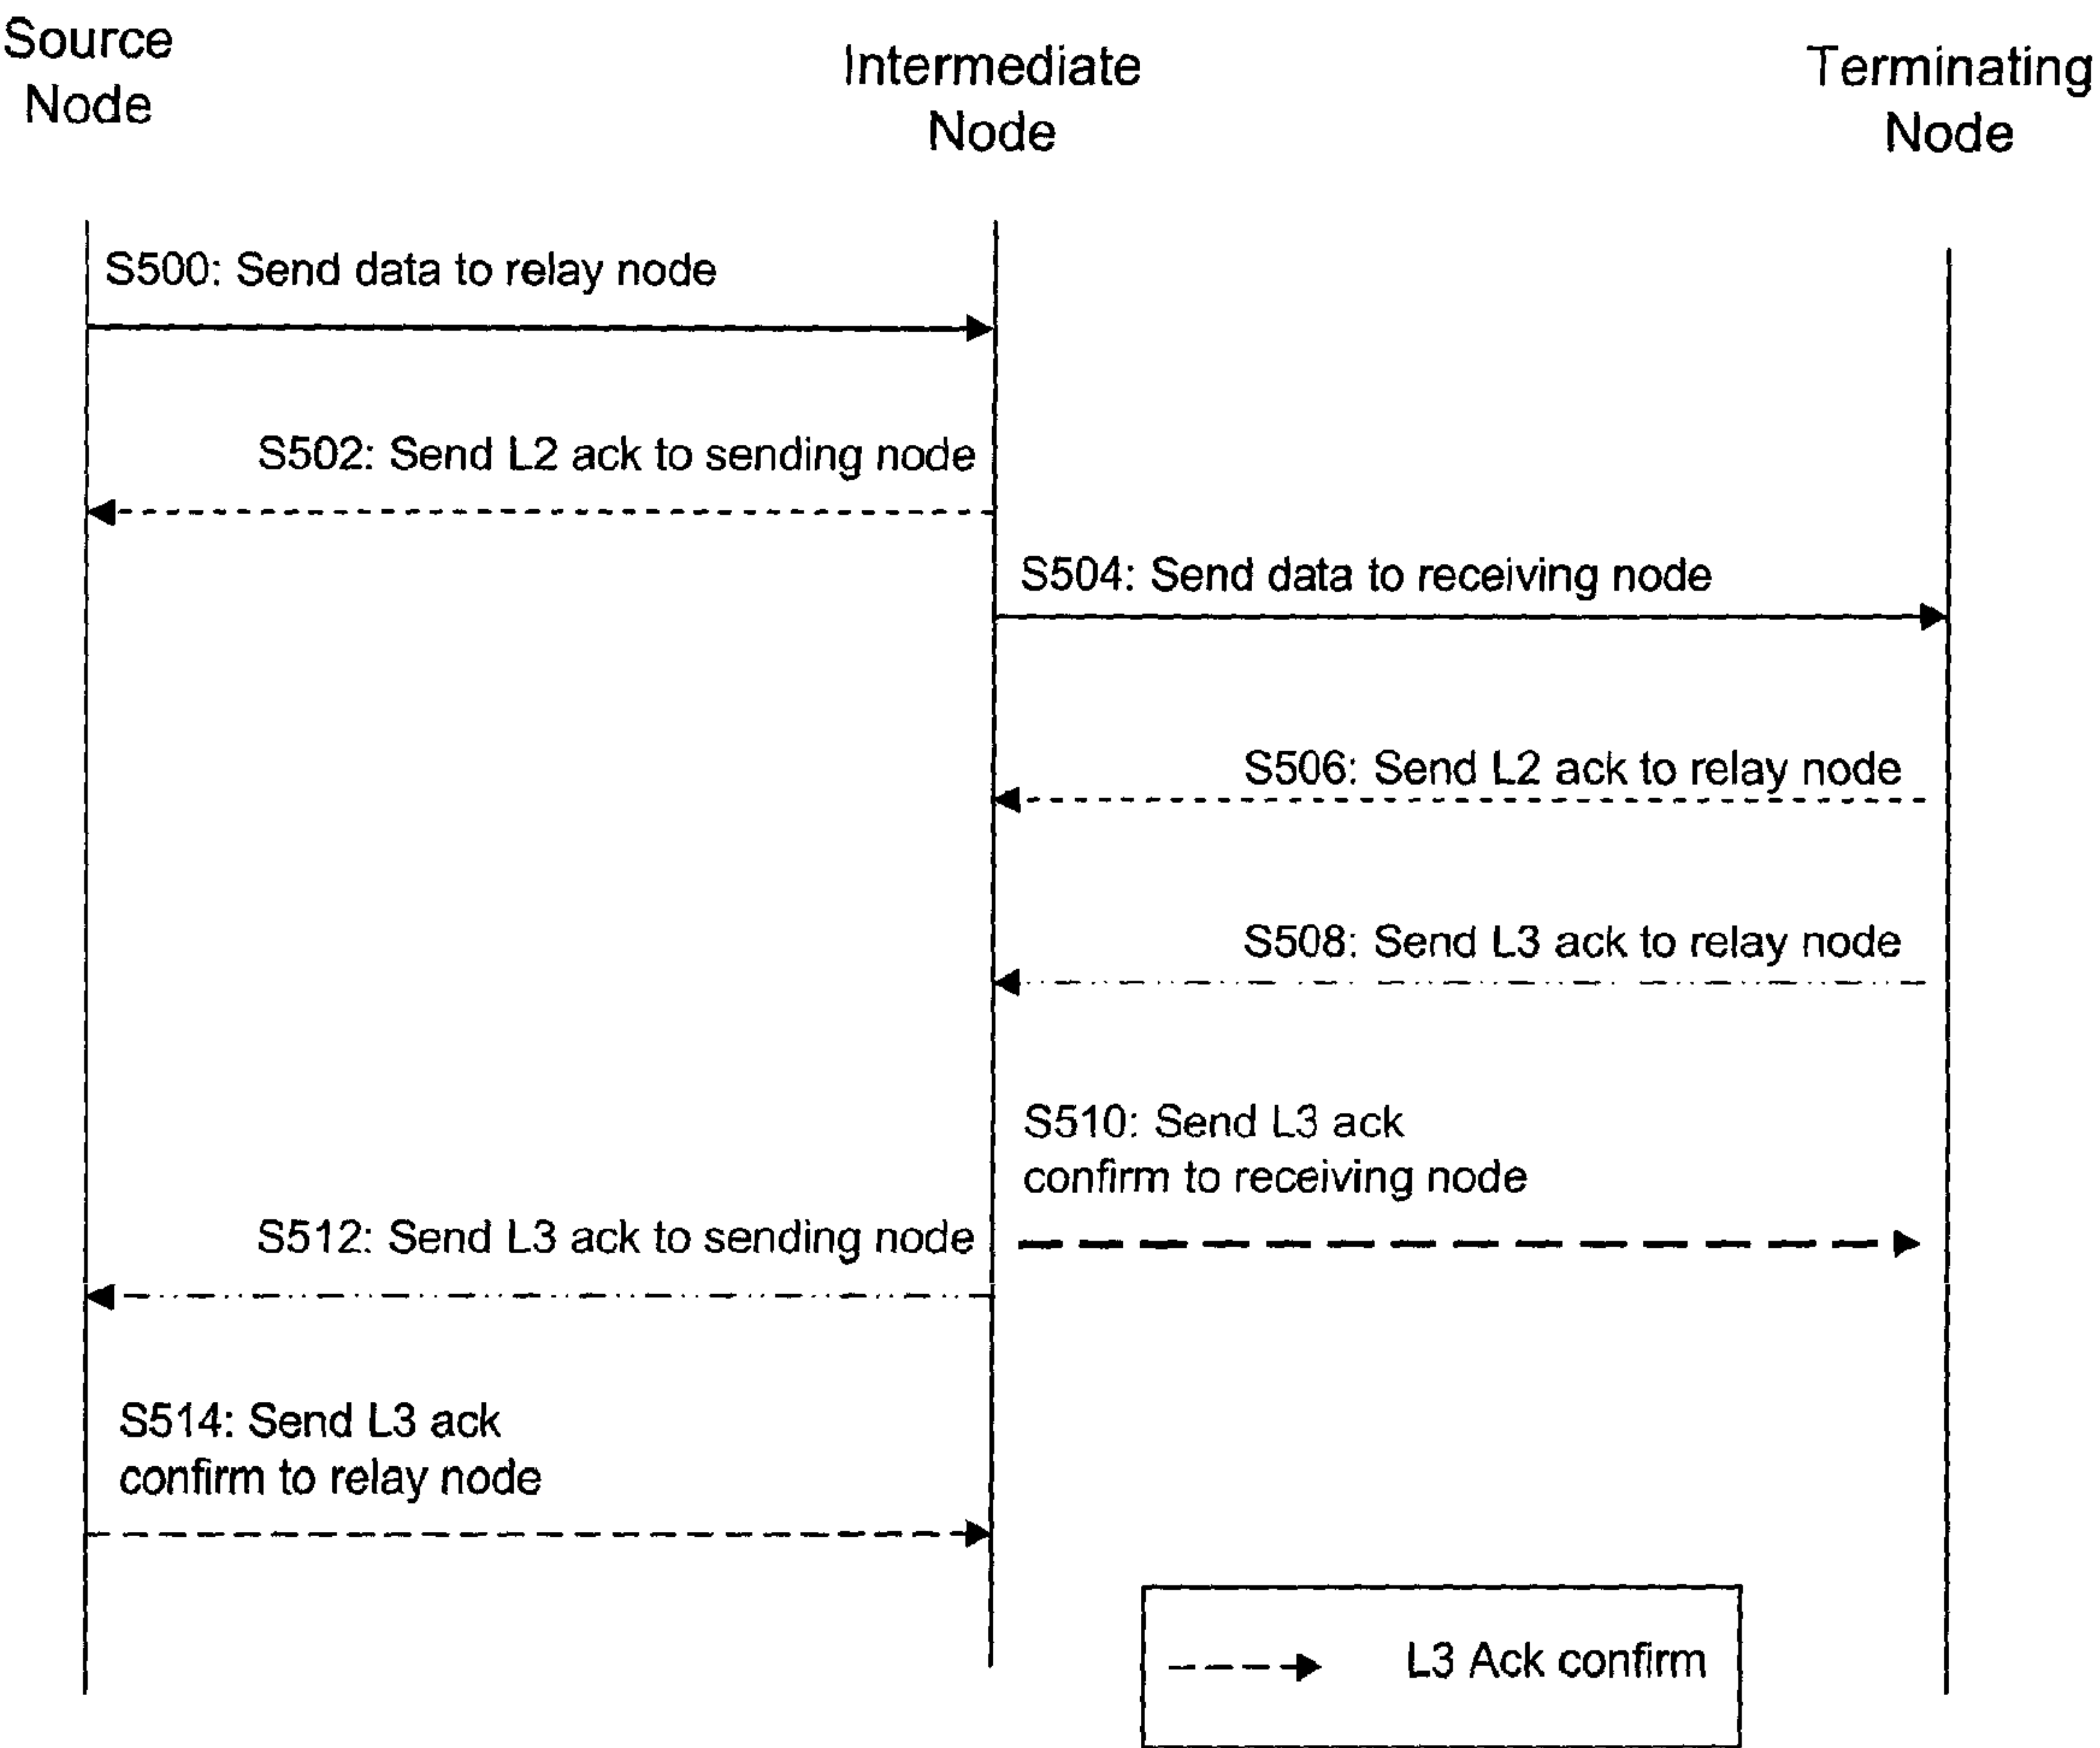 Source
Node
Intermediate
Node
Terminating
Node
S500: Send data to relay node
S502: Send L2 ack to sending node
S504: Send data to receiving node
S506: Send L2 ack to relay node
S508: Send L3 ack to relay node
S510: Send L3 ack
confirm to receiving node
S512: Send L3 ack to sending node
S514: Send L3 ack
confirm to relay node
L3 Ack confirm